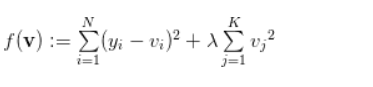 f(v) := ∑_{i=1}^{N} (y_i − v_i)² + λ ∑_{j=1}^{K} v_j²